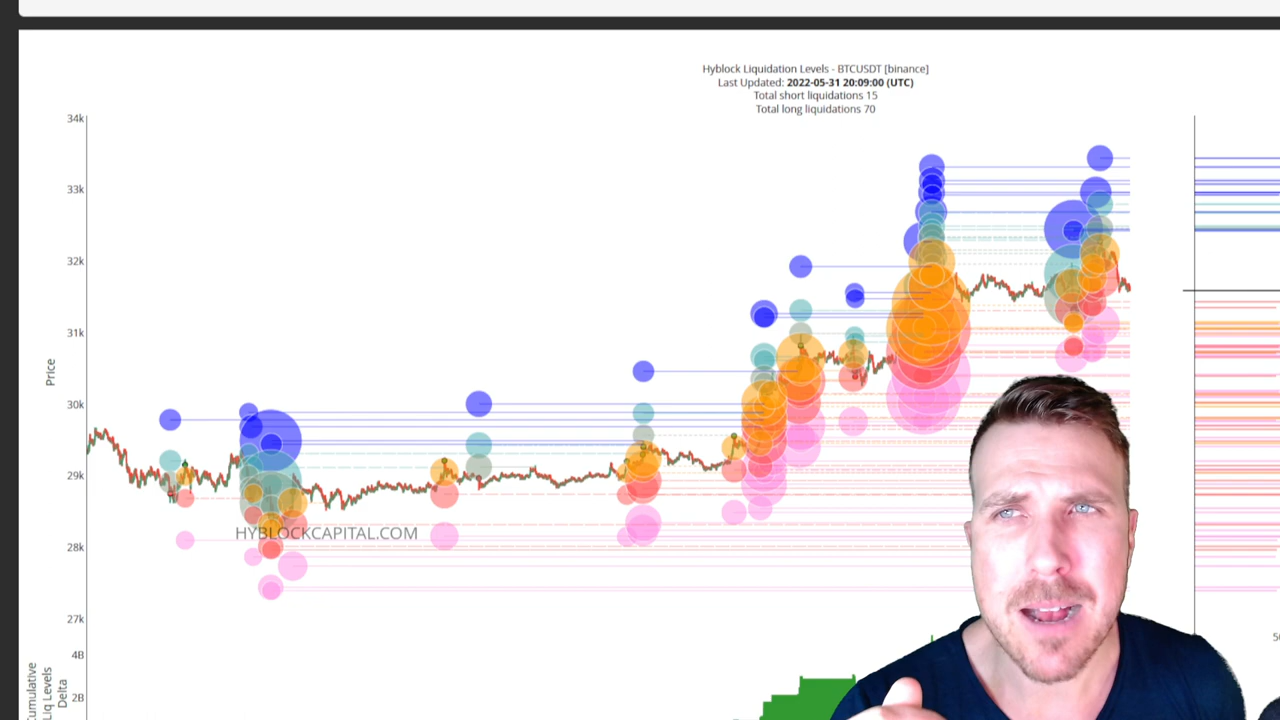 Hyblock Liquidation Levels - BTCUSDT [binance]
Last Updated: 2022-05-31 20:09:00 (UTC)
Total short liquidations 15
Total long liquidations 70
34k
33k
32k
31k
Price
30k
29k
HYBLOCKCAPITAL.COM
28k
27k
4B
2B
Liq Levels
Delta